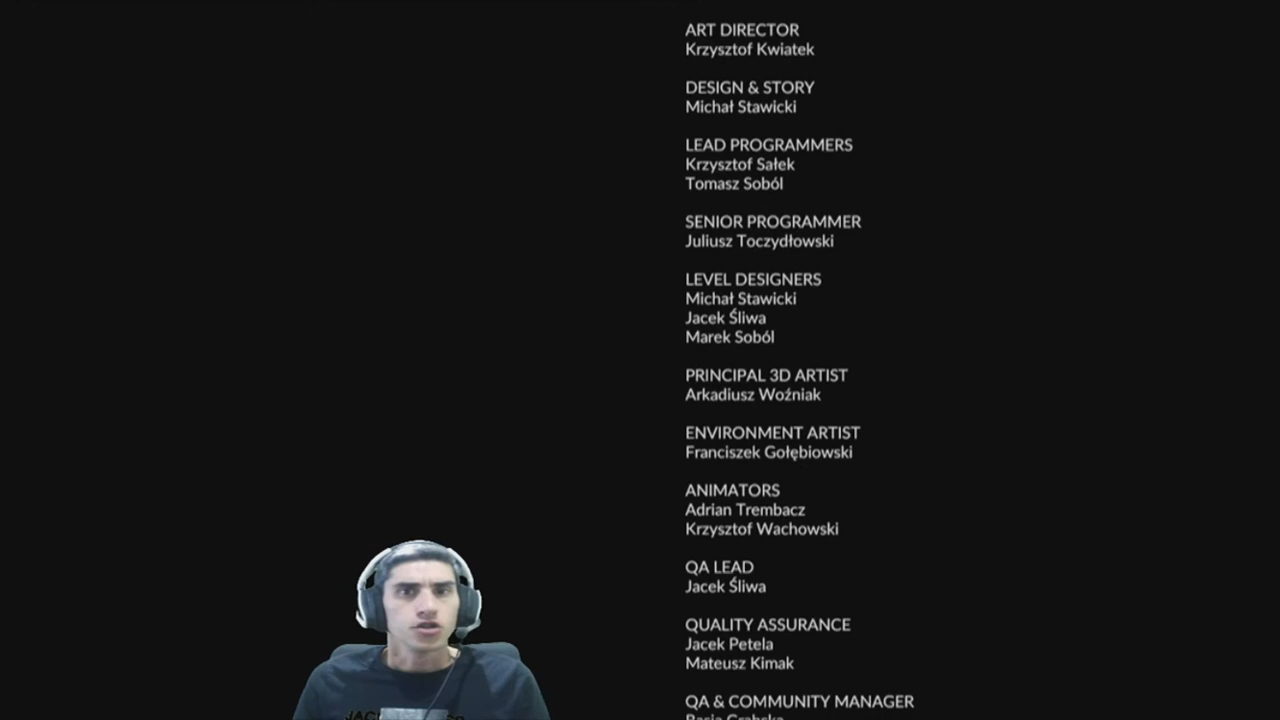 ART DIRECTOR
Krzysztof Kwiatek
DESIGN & STORY
Michał Stawicki
LEAD PROGRAMMERS
Krzysztof Sałek
Tomasz Soból
SENIOR PROGRAMMER
Juliusz Toczydłowski
LEVEL DESIGNERS
Michał Stawicki
Jacek Śliwa
Marek Soból
PRINCIPAL 3D ARTIST
Arkadiusz Woźniak
ENVIRONMENT ARTIST
Franciszek Gołębiowski
ANIMATORS
Adrian Trembacz
Krzysztof Wachowski
QA LEAD
Jacek Śliwa
QUALITY ASSURANCE
Jacek Petela
Mateusz Kimak
QA & COMMUNITY MANAGER